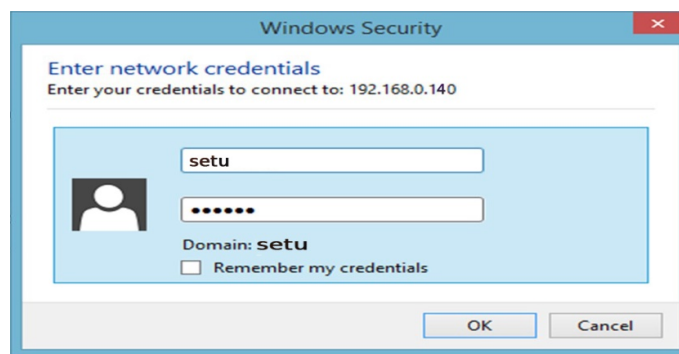 Windows Security
Enter network credentials
Enter your credentials to connect to: 192.168.0.140
setu
••••••
Domain: setu
Remember my credentials
OK
Cancel